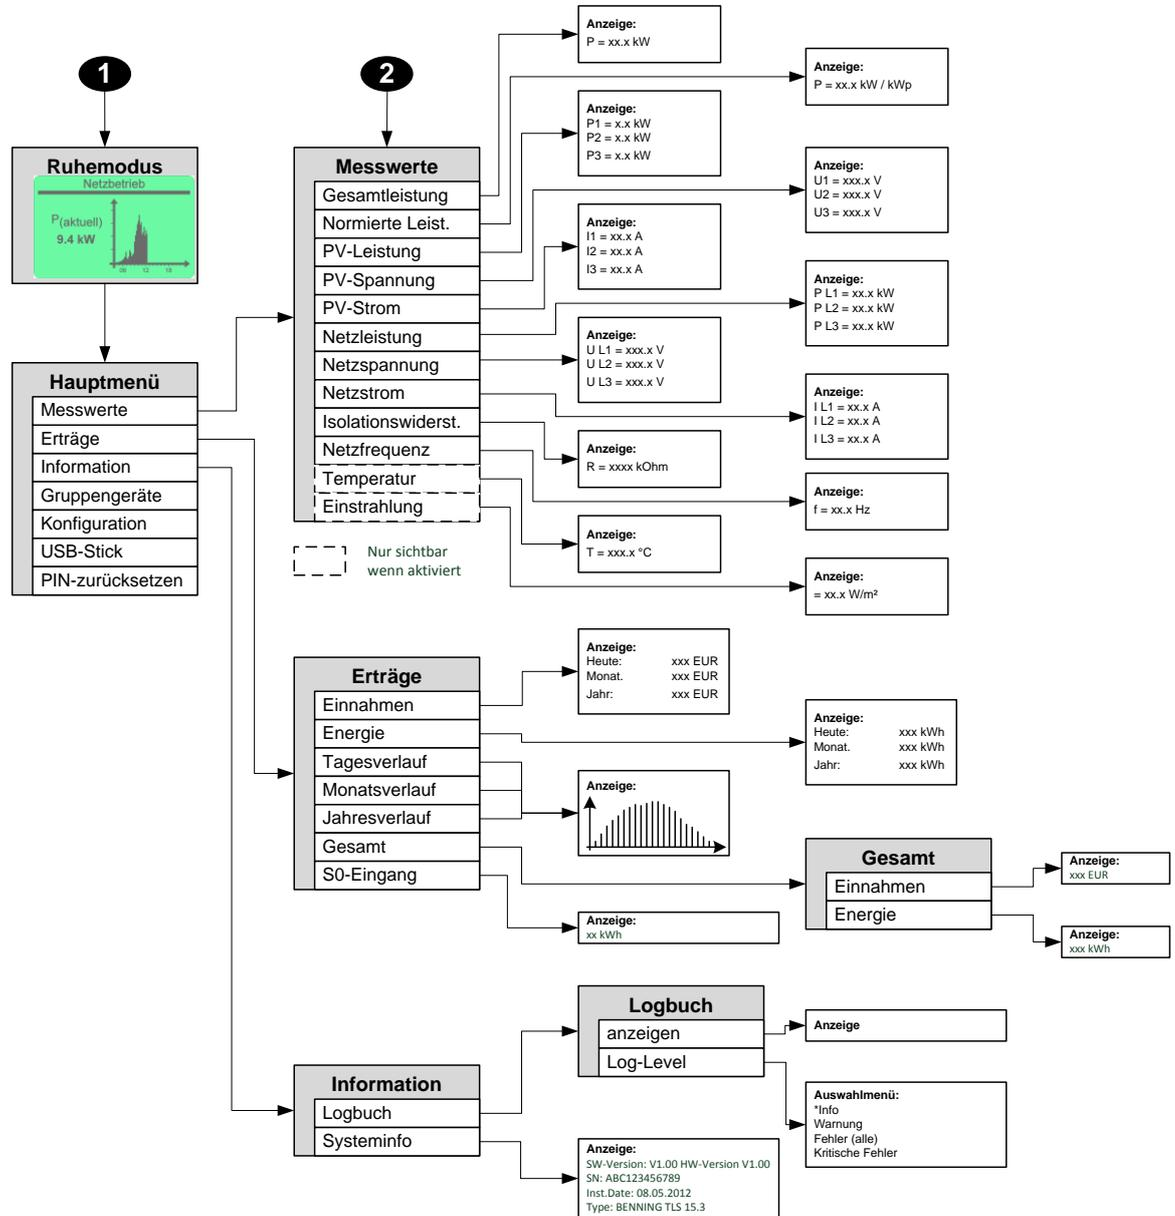 1
Ruhemodus
Netzbetrieb
P(aktuell)
9.4 kW
06 12 18
Hauptmenü
Messwerte
Erträge
Information
Gruppengeräte
Konfiguration
USB-Stick
PIN-zurücksetzen
2
Messwerte
Gesamtleistung
Normierte Leist.
PV-Leistung
PV-Spannung
PV-Strom
Netzleistung
Netzspannung
Netzstrom
Isolationswiderst.
Netzfrequenz
Temperatur
Einstrahlung
Nur sichtbar
wenn aktiviert
Anzeige:
P = xx.x kW
Anzeige:
P = xx.x kW / kWp
Anzeige:
P1 = x.x kW
P2 = x.x kW
P3 = x.x kW
Anzeige:
U1 = xxx.x V
U2 = xxx.x V
U3 = xxx.x V
Anzeige:
I1 = xx.x A
I2 = xx.x A
I3 = xx.x A
Anzeige:
P L1 = xx.x kW
P L2 = xx.x kW
P L3 = xx.x kW
Anzeige:
U L1 = xxx.x V
U L2 = xxx.x V
U L3 = xxx.x V
Anzeige:
I L1 = xx.x A
I L2 = xx.x A
I L3 = xx.x A
Anzeige:
R = xxxx kOhm
Anzeige:
f = xx.x Hz
Anzeige:
T = xxx.x °C
Anzeige:
= xx.x W/m²
Erträge
Einnahmen
Energie
Tagesverlauf
Monatsverlauf
Jahresverlauf
Gesamt
S0-Eingang
Anzeige:
Heute: xxx EUR
Monat. xxx EUR
Jahr: xxx EUR
Anzeige:
Heute: xxx kWh
Monat. xxx kWh
Jahr: xxx kWh
Anzeige:
Gesamt
Einnahmen
Energie
Anzeige:
xxx EUR
Anzeige:
xxx kWh
Anzeige:
xx kWh
Information
Logbuch
Systeminfo
Logbuch
anzeigen
Log-Level
Anzeige
Auswahlmenü:
*Info
Warnung
Fehler (alle)
Kritische Fehler
Anzeige:
SW-Version: V1.00 HW-Version V1.00
SN: ABC123456789
Inst.Date: 08.05.2012
Type: BENNING TLS 15.3